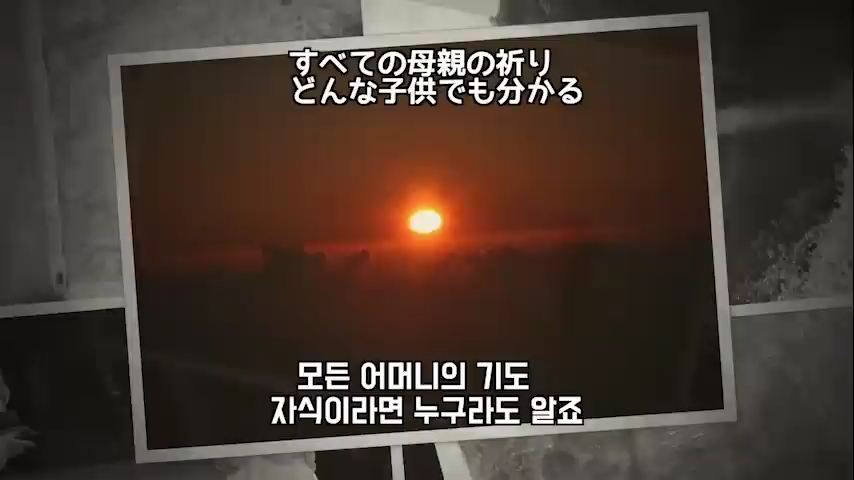 すべての母親の祈り
どんな子供でも分かる
모든 어머니의 기도
자식이라면 누구라도 알죠